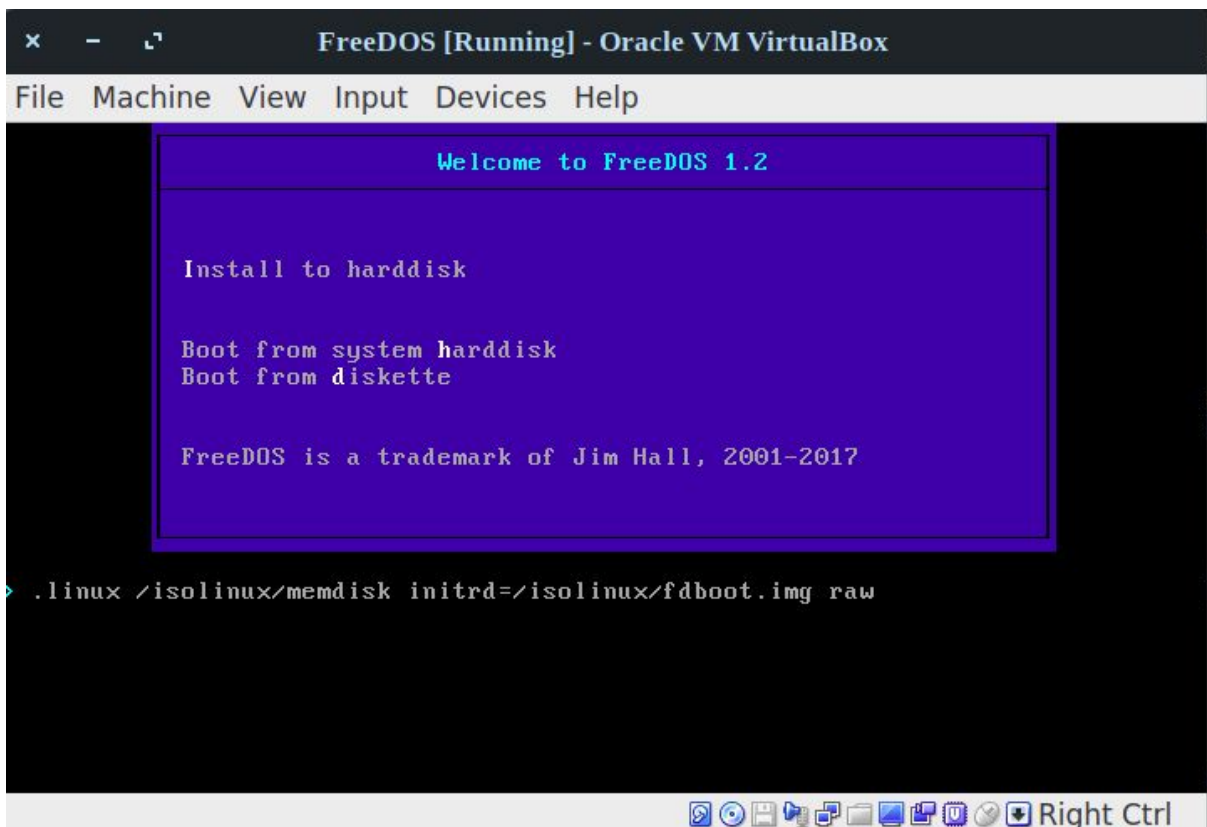 FreeDOS [Running] - Oracle VM VirtualBox
File Machine View Input Devices Help
Welcome to FreeDOS 1.2
Install to harddisk
Boot from system harddisk
Boot from diskette
FreeDOS is a trademark of Jim Hall, 2001-2017
> .linux /isolinux/memdisk initrd=/isolinux/fdboot.img raw
Right Ctrl